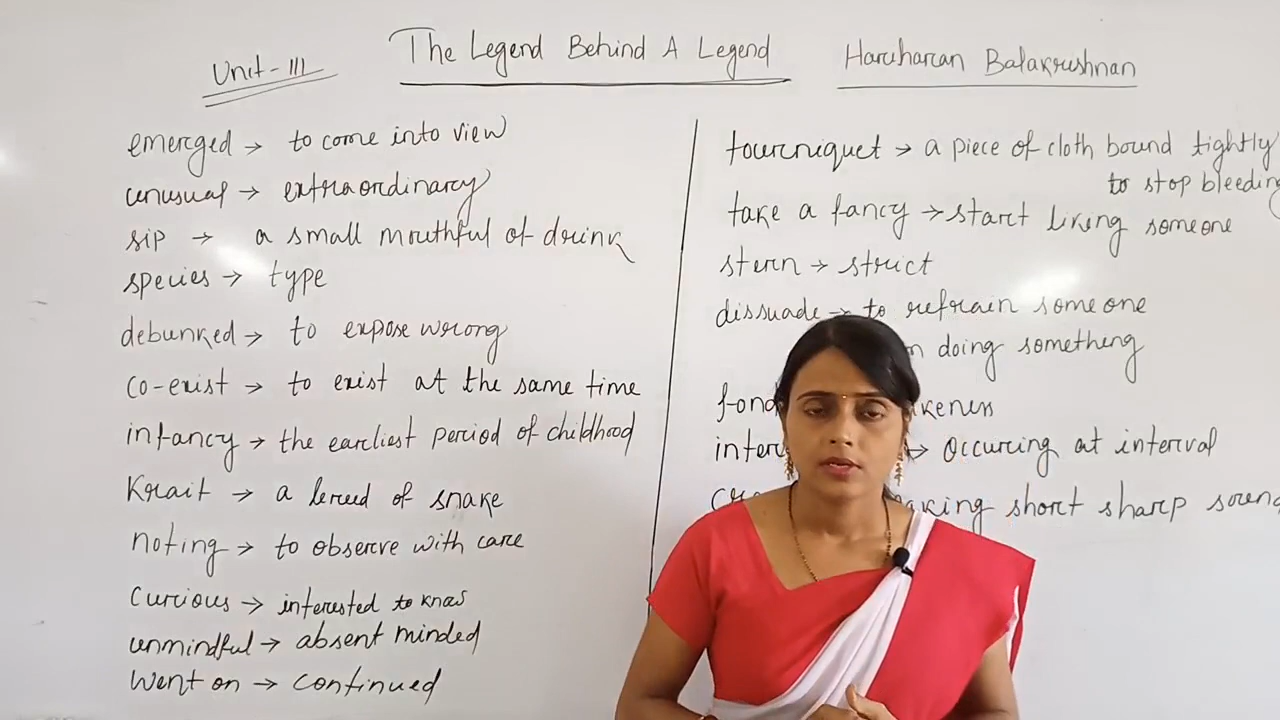 Unit-III
The Legend Behind A Legend
Hariharan Balakrishnan
emerged → to come into view
unusual → extraordinary
sip → a small mouthful of drink
species → type
debunked → to expose wrong
co-exist → to exist at the same time
infancy → the earliest period of childhood
Krait → a breed of snake
noting → to observe with care
curious → interested to know
unmindful → absent minded
Went on → continued
tourniquet → a piece of cloth bound tightly
to stop bleeding
take a fancy → start liking someone
stern → strict
dissuade → to refrain someone
doing something
fond
inter → occuring at interval
short sharp sound